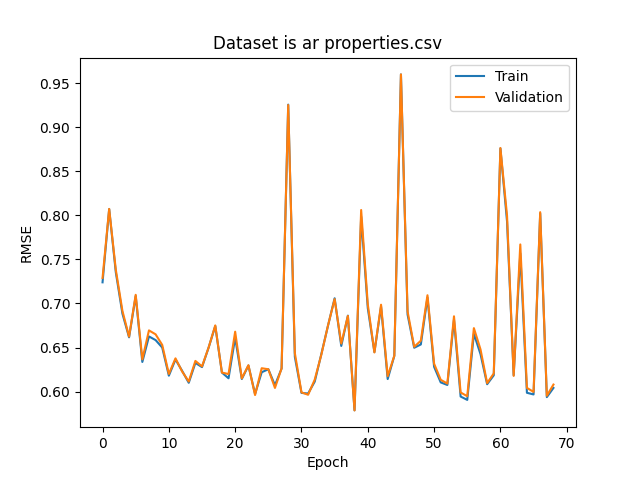 Dataset is ar properties.csv
Train
Validation
RMSE
0.95
0.90
0.85
0.80
0.75
0.70
0.65
0.60
0 10 20 30 40 50 60 70
Epoch